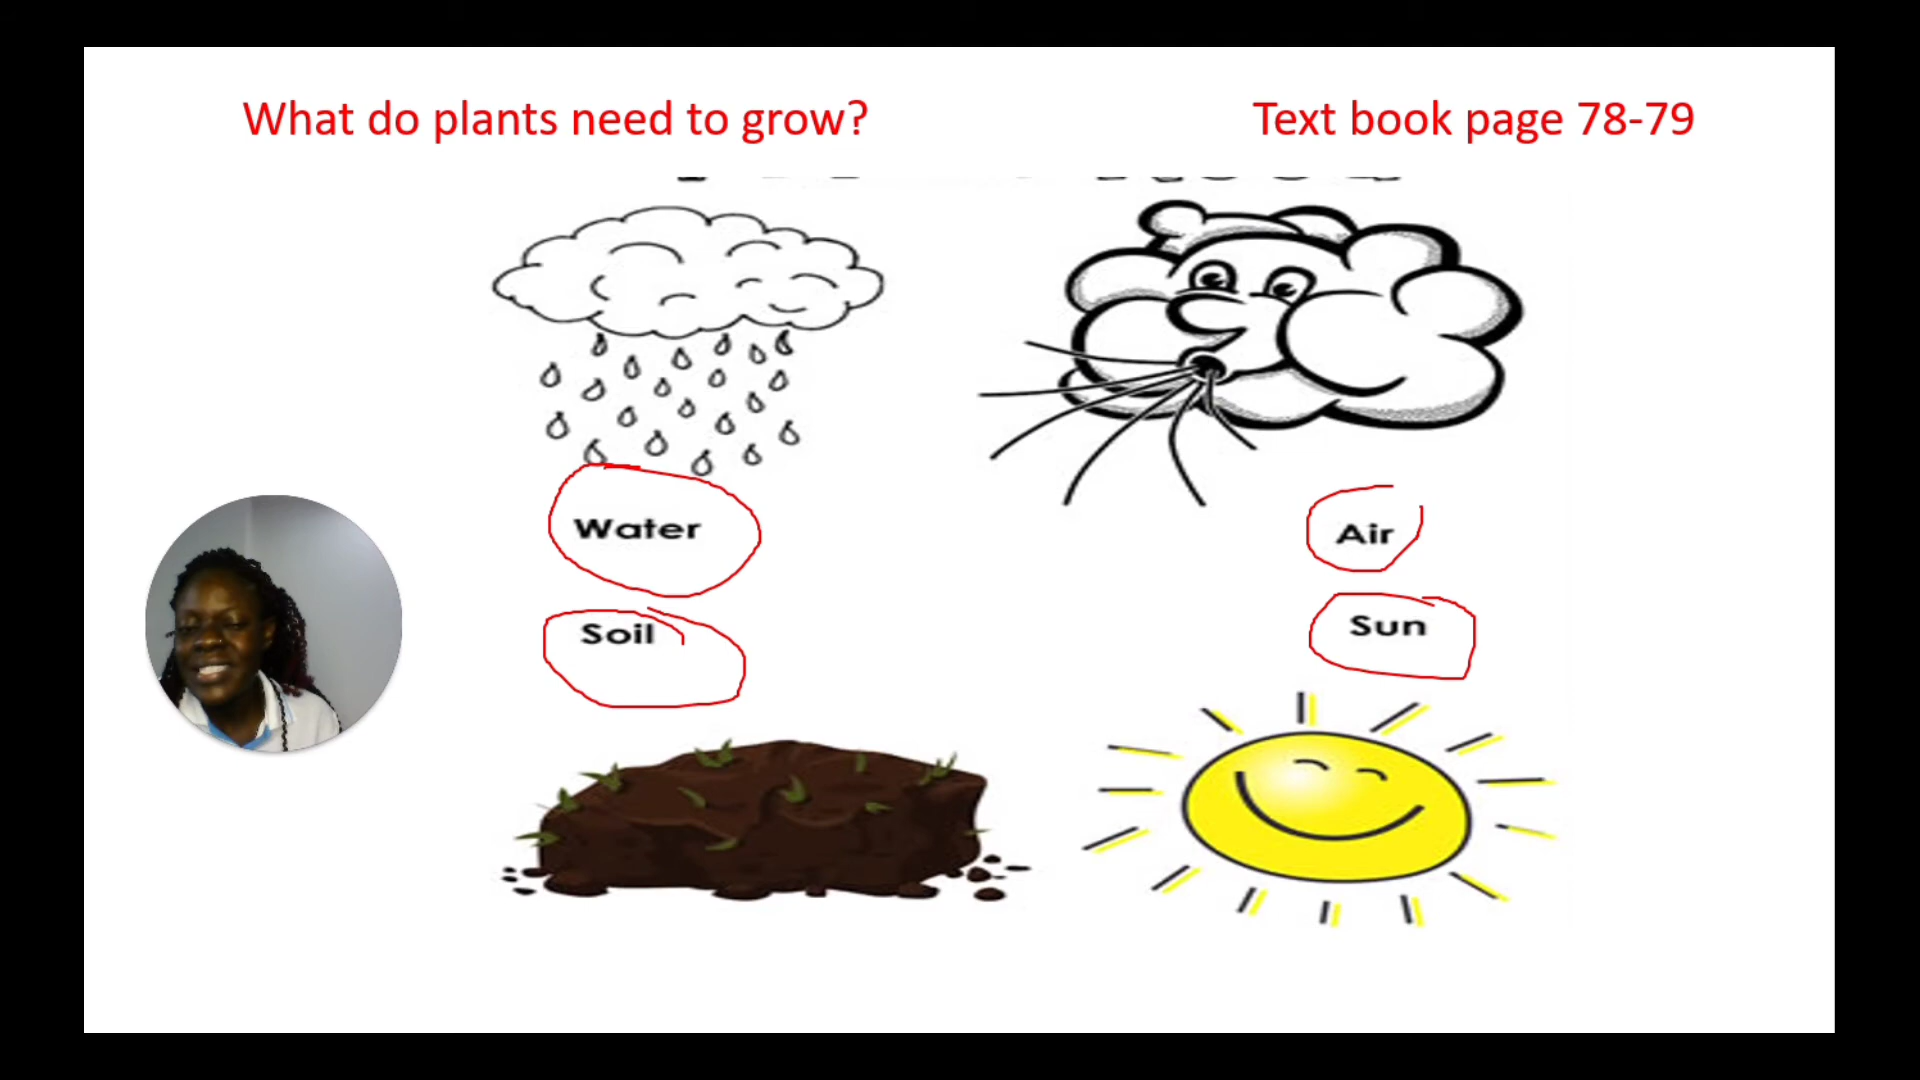 What do plants need to grow?
Text book page 78-79
Water
Air
Soil
Sun